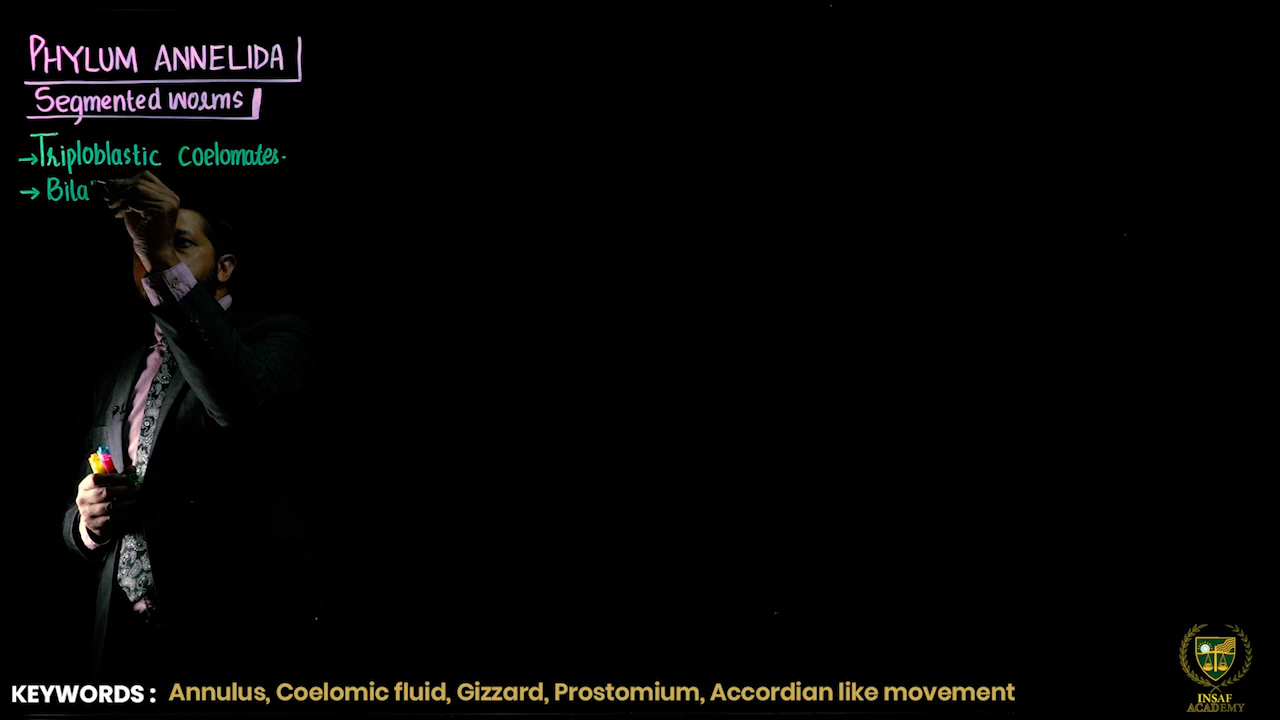 PHYLUM ANNELIDA
Segmented worms
→Triploblastic coelomates.
→ Bila
KEYWORDS : Annulus, Coelomic fluid, Gizzard, Prostomium, Accordian like movement
INSAF
ACADEMY